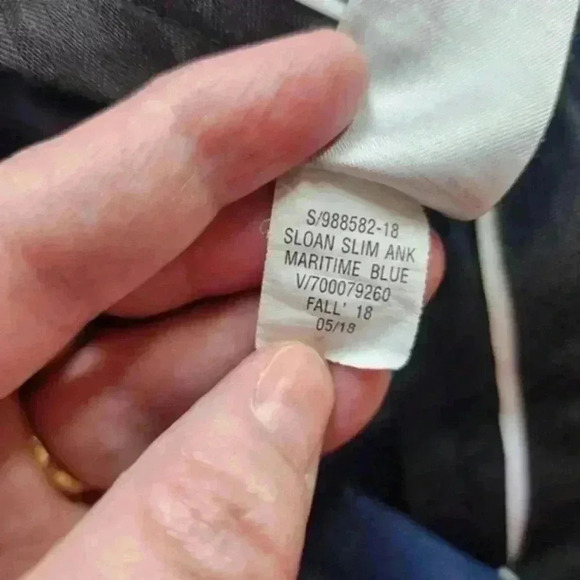 S/988582-18
SLOAN SLIM ANK
MARITIME BLUE
V/700079260
FALL' 18
05/18